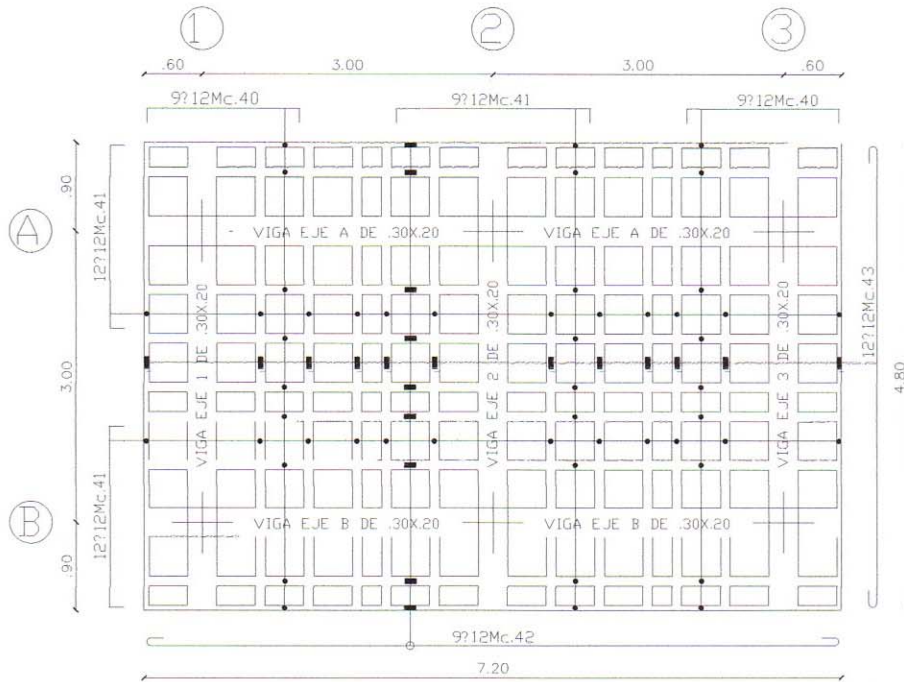 1 2 3
.60 3.00 3.00 .60
9?12Mc.40 9?12Mc.41 9?12Mc.40
.90
12?12Mc.41
A
VIGA EJE A DE .30X.20 VIGA EJE A DE .30X.20
VIGA EJE 1 DE .30X.20
VIGA EJE 2 DE .30X.20
VIGA EJE 3 DE .30X.20
12?12Mc.43
3.00
4.80
12?12Mc.41
B
VIGA EJE B DE .30X.20 VIGA EJE B DE .30X.20
.90
9?12Mc.42
7.20